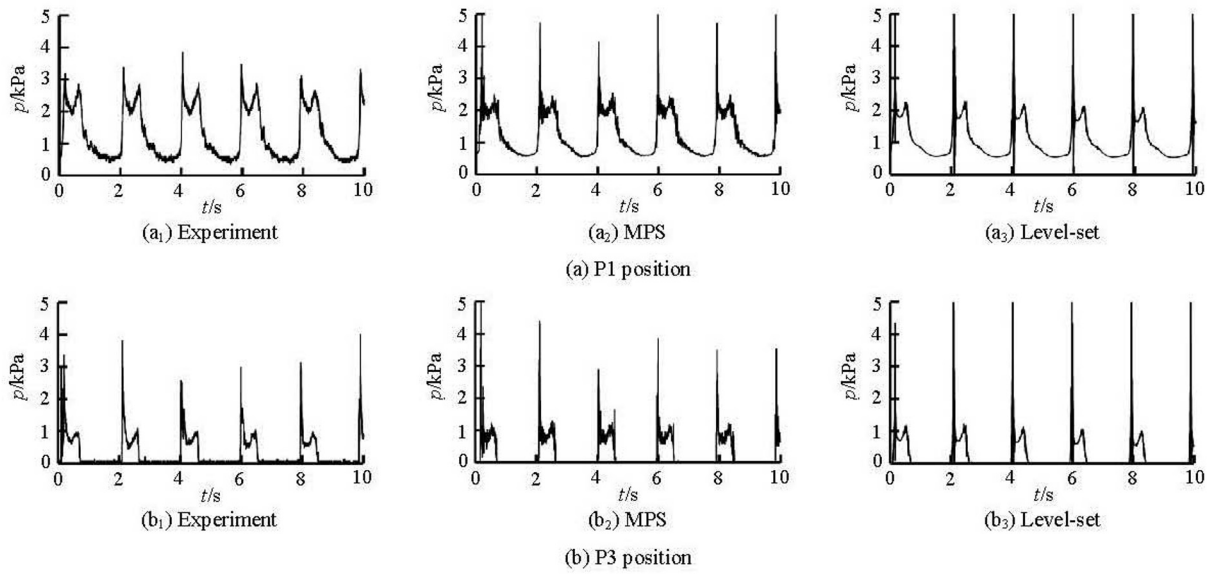 5 5 5
4 4 4
p/kPa 3 p/kPa 3 p/kPa 3
2 2 2
1 1 1
0 0 0
0 2 4 6 8 10 0 2 4 6 8 10 0 2 4 6 8 10
t/s t/s t/s
(a₁) Experiment (a₂) MPS (a₃) Level-set
(a) P1 position
5 5 5
4 4 4
p/kPa 3 p/kPa 3 p/kPa 3
2 2 2
1 1 1
0 0 0
0 2 4 6 8 10 0 2 4 6 8 10 0 2 4 6 8 10
t/s t/s t/s
(b₁) Experiment (b₂) MPS (b₃) Level-set
(b) P3 position